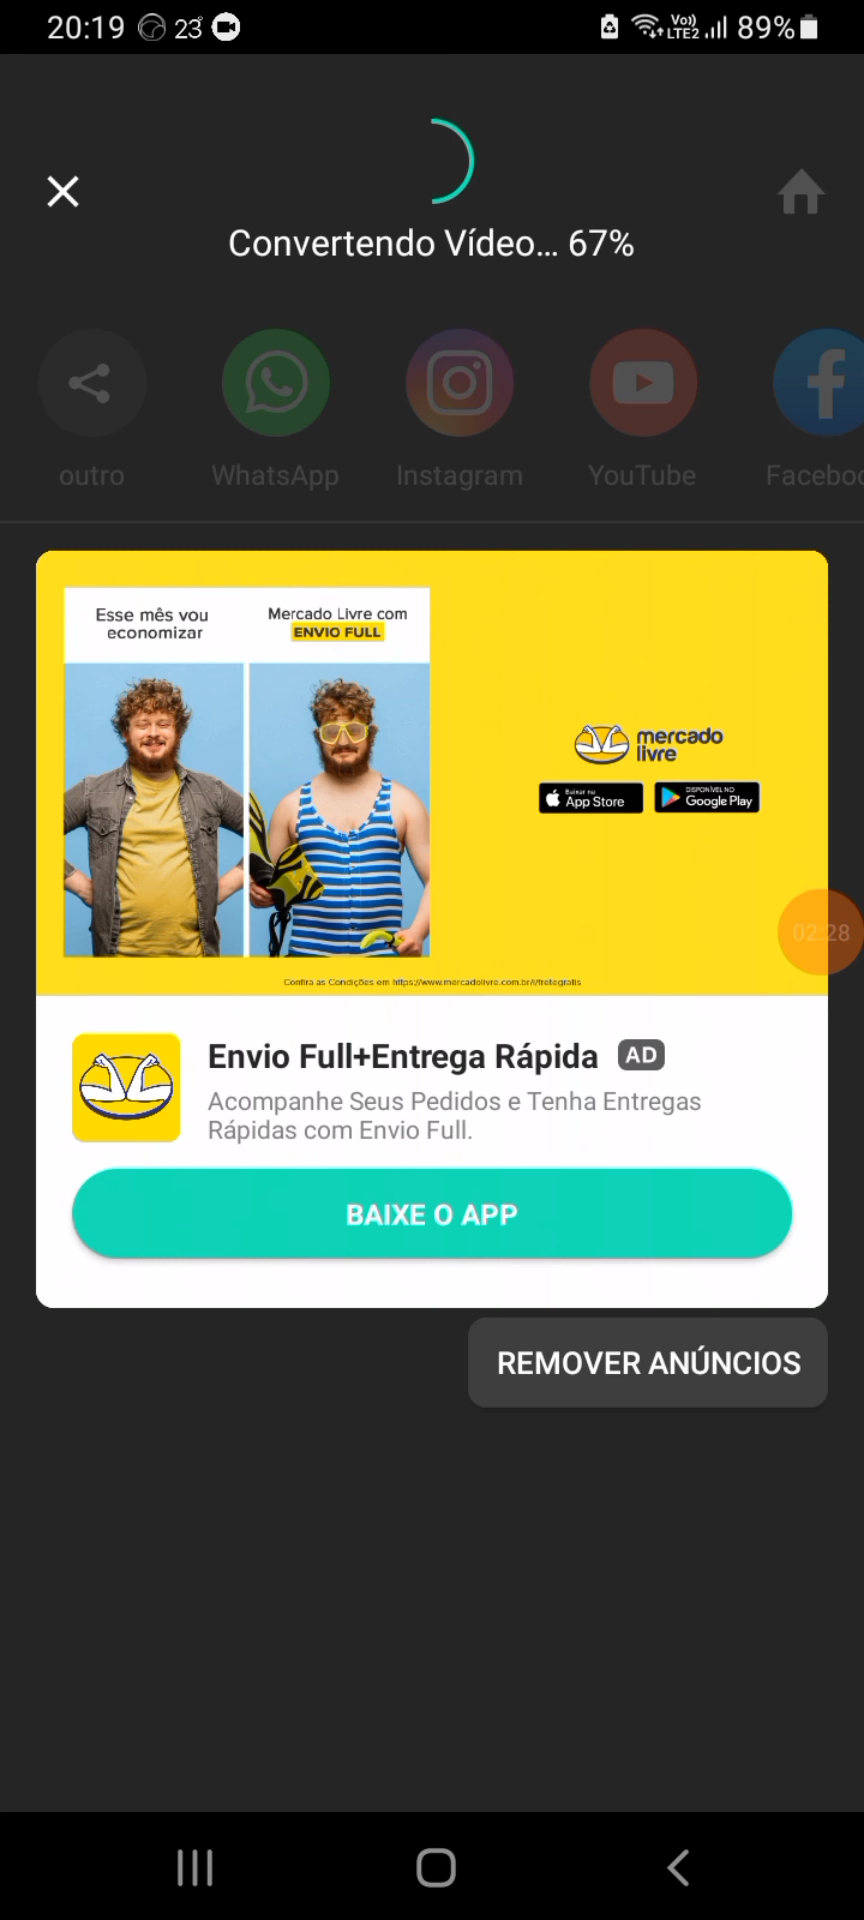 20:19 23° Vo)) LTE2 89%
Convertendo Vídeo... 67%
outro WhatsApp Instagram YouTube Faceboo
Esse mês vou
economizar
Mercado Livre com
ENVIO FULL
mercado
livre
Baixar na
App Store
DISPONÍVEL NO
Google Play
02:28
Confira as Condições em https://www.mercadolivre.com.br/l/fretegratis
Envio Full+Entrega Rápida AD
Acompanhe Seus Pedidos e Tenha Entregas
Rápidas com Envio Full.
BAIXE O APP
REMOVER ANÚNCIOS